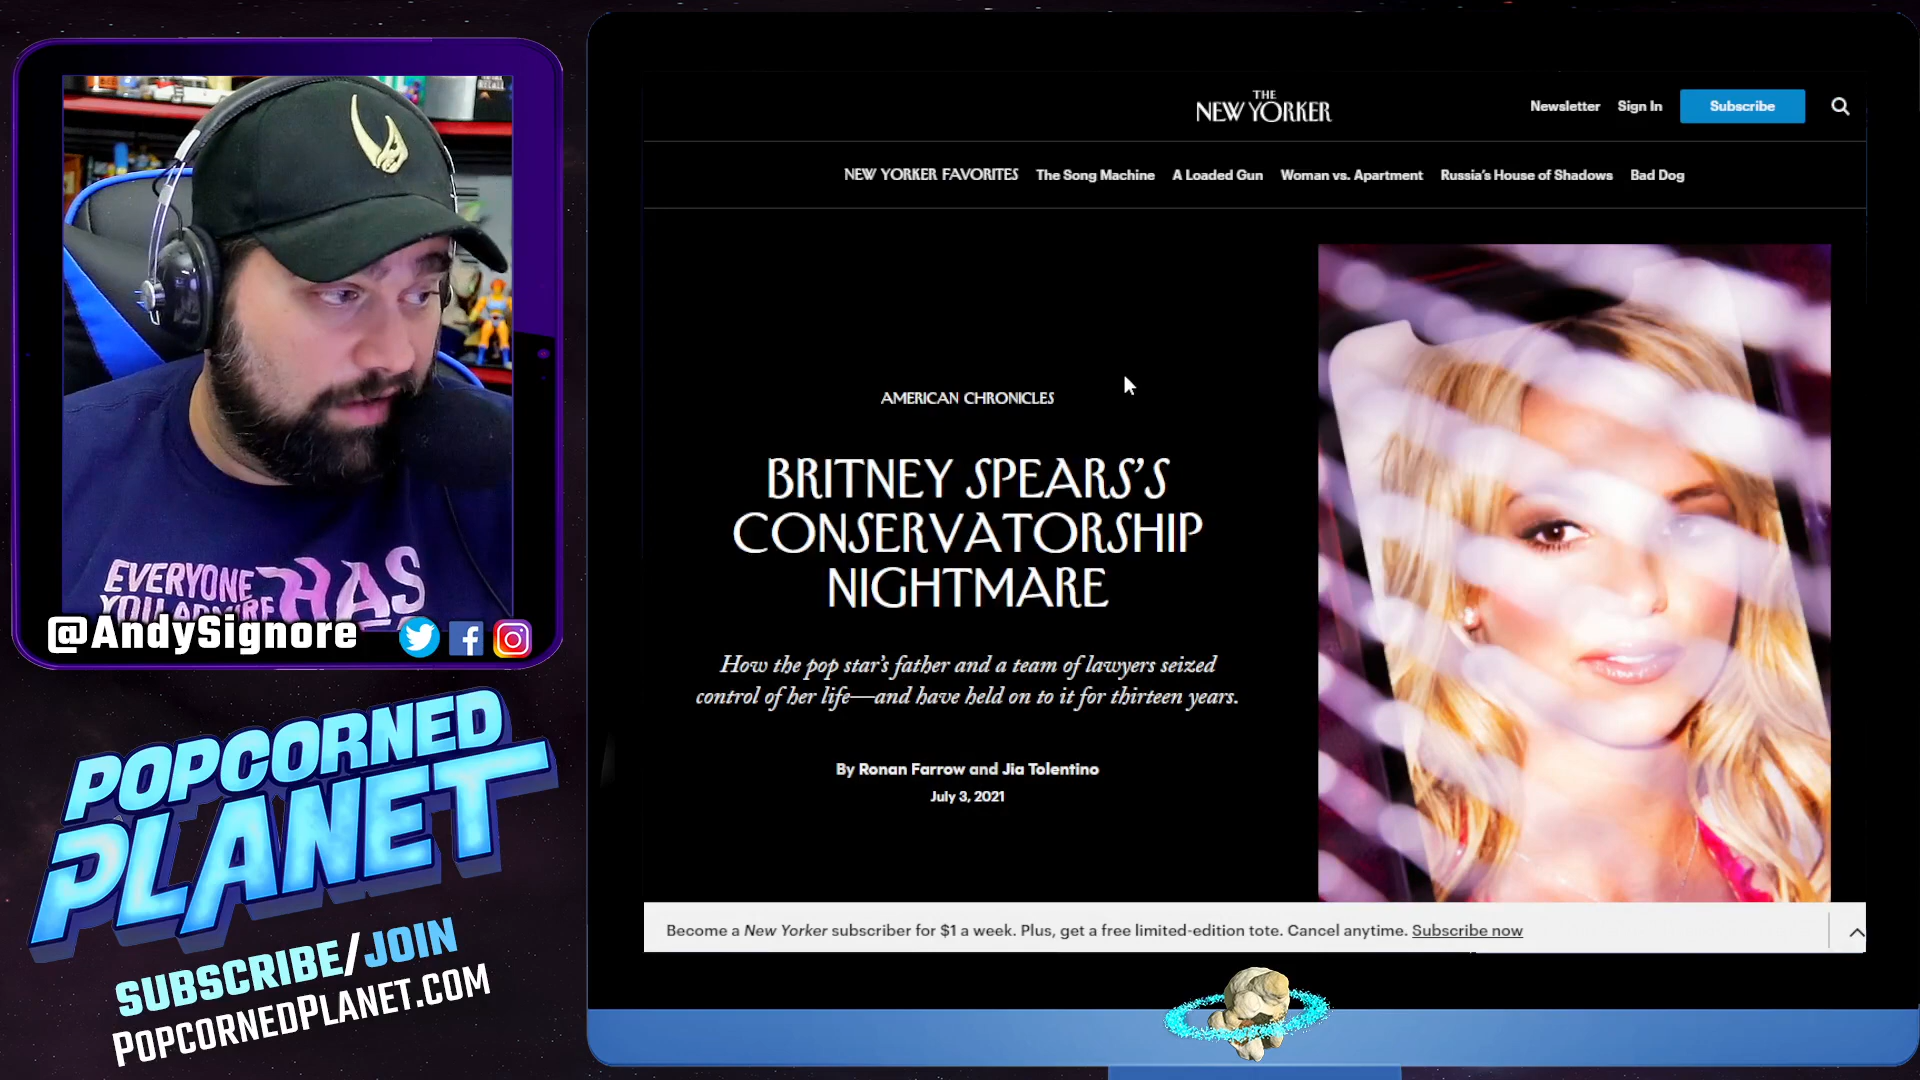 RECALL
EVERYONE HAS
YOU ADMIRE
@AndySignore
POPCORNED
PLANET
SUBSCRIBE/JOIN
POPCORNEDPLANET.COM
THE
NEW YORKER
Newsletter Sign In Subscribe
NEW YORKER FAVORITES The Song Machine A Loaded Gun Woman vs. Apartment Russia's House of Shadows Bad Dog
AMERICAN CHRONICLES
BRITNEY SPEARS'S
CONSERVATORSHIP
NIGHTMARE
How the pop star's father and a team of lawyers seized
control of her life—and have held on to it for thirteen years.
By Ronan Farrow and Jia Tolentino
July 3, 2021
Become a New Yorker subscriber for $1 a week. Plus, get a free limited-edition tote. Cancel anytime. Subscribe now